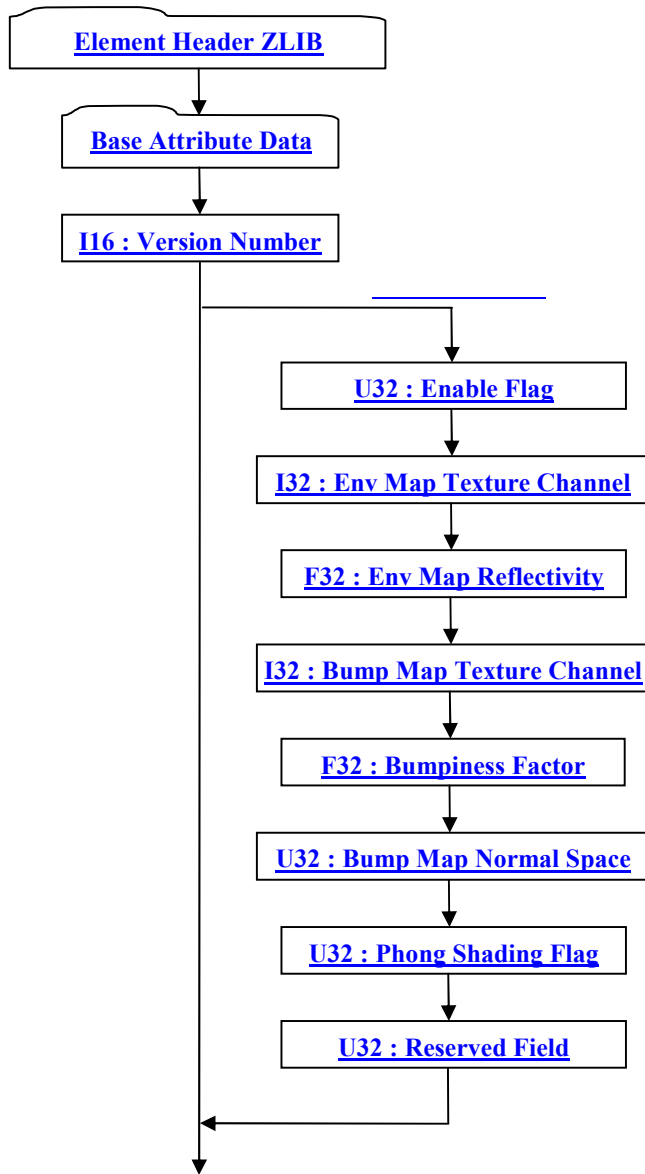 Element Header ZLIB
Base Attribute Data
I16 : Version Number
U32 : Enable Flag
I32 : Env Map Texture Channel
F32 : Env Map Reflectivity
I32 : Bump Map Texture Channel
F32 : Bumpiness Factor
U32 : Bump Map Normal Space
U32 : Phong Shading Flag
U32 : Reserved Field